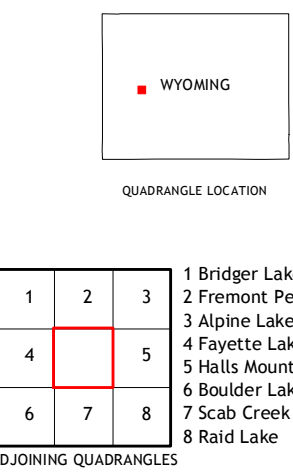 WYOMING
QUADRANGLE LOCATION
1 2 3
4 5
6 7 8
1 Bridger Lak
2 Fremont Pe
3 Alpine Lake
4 Fayette Lak
5 Halls Mount
6 Boulder Lak
7 Scab Creek
8 Raid Lake
DJOINING QUADRANGLES